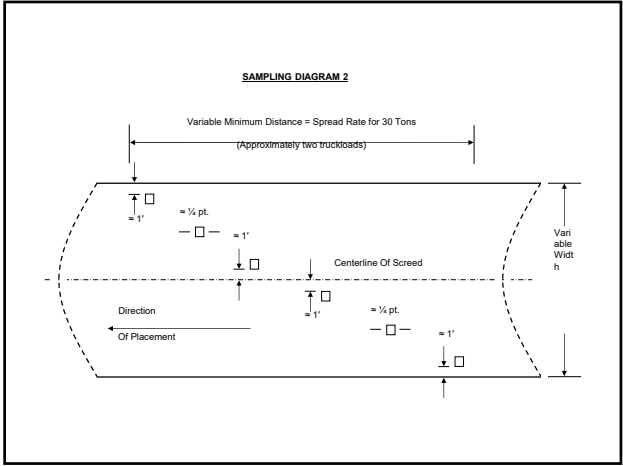 SAMPLING DIAGRAM 2
Variable Minimum Distance = Spread Rate for 30 Tons
(Approximately two truckloads)
≈ 1'
≈ ¼ pt.
≈ 1'
Vari
able
Widt
h
Centerline Of Screed
≈ 1'
Direction
≈ ¼ pt.
Of Placement
≈ 1'